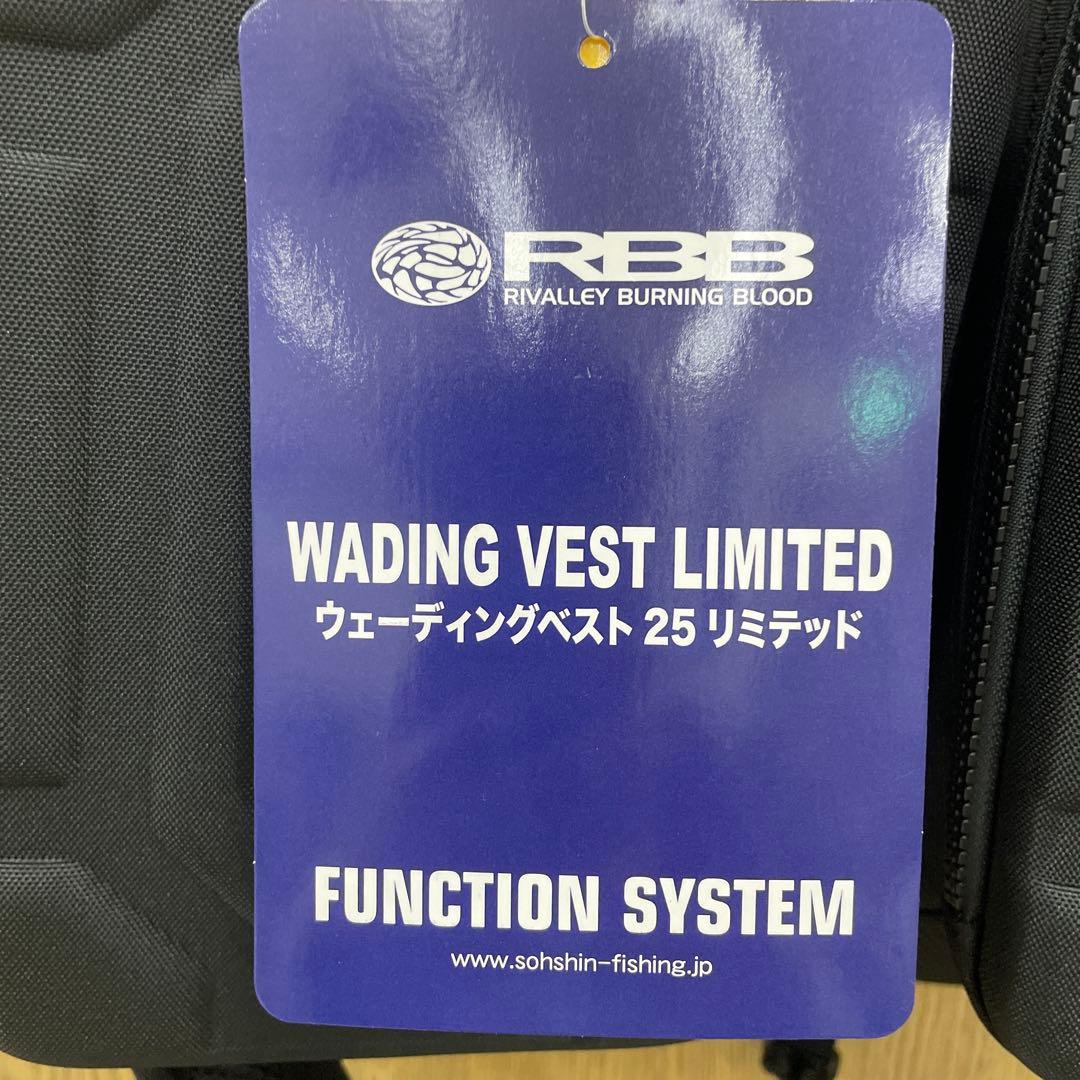 RBB
RIVALLEY BURNING BLOOD
WADING VEST LIMITED
ウェーディングベスト 25 リミテッド
FUNCTION SYSTEM
www.sohshin-fishing.jp